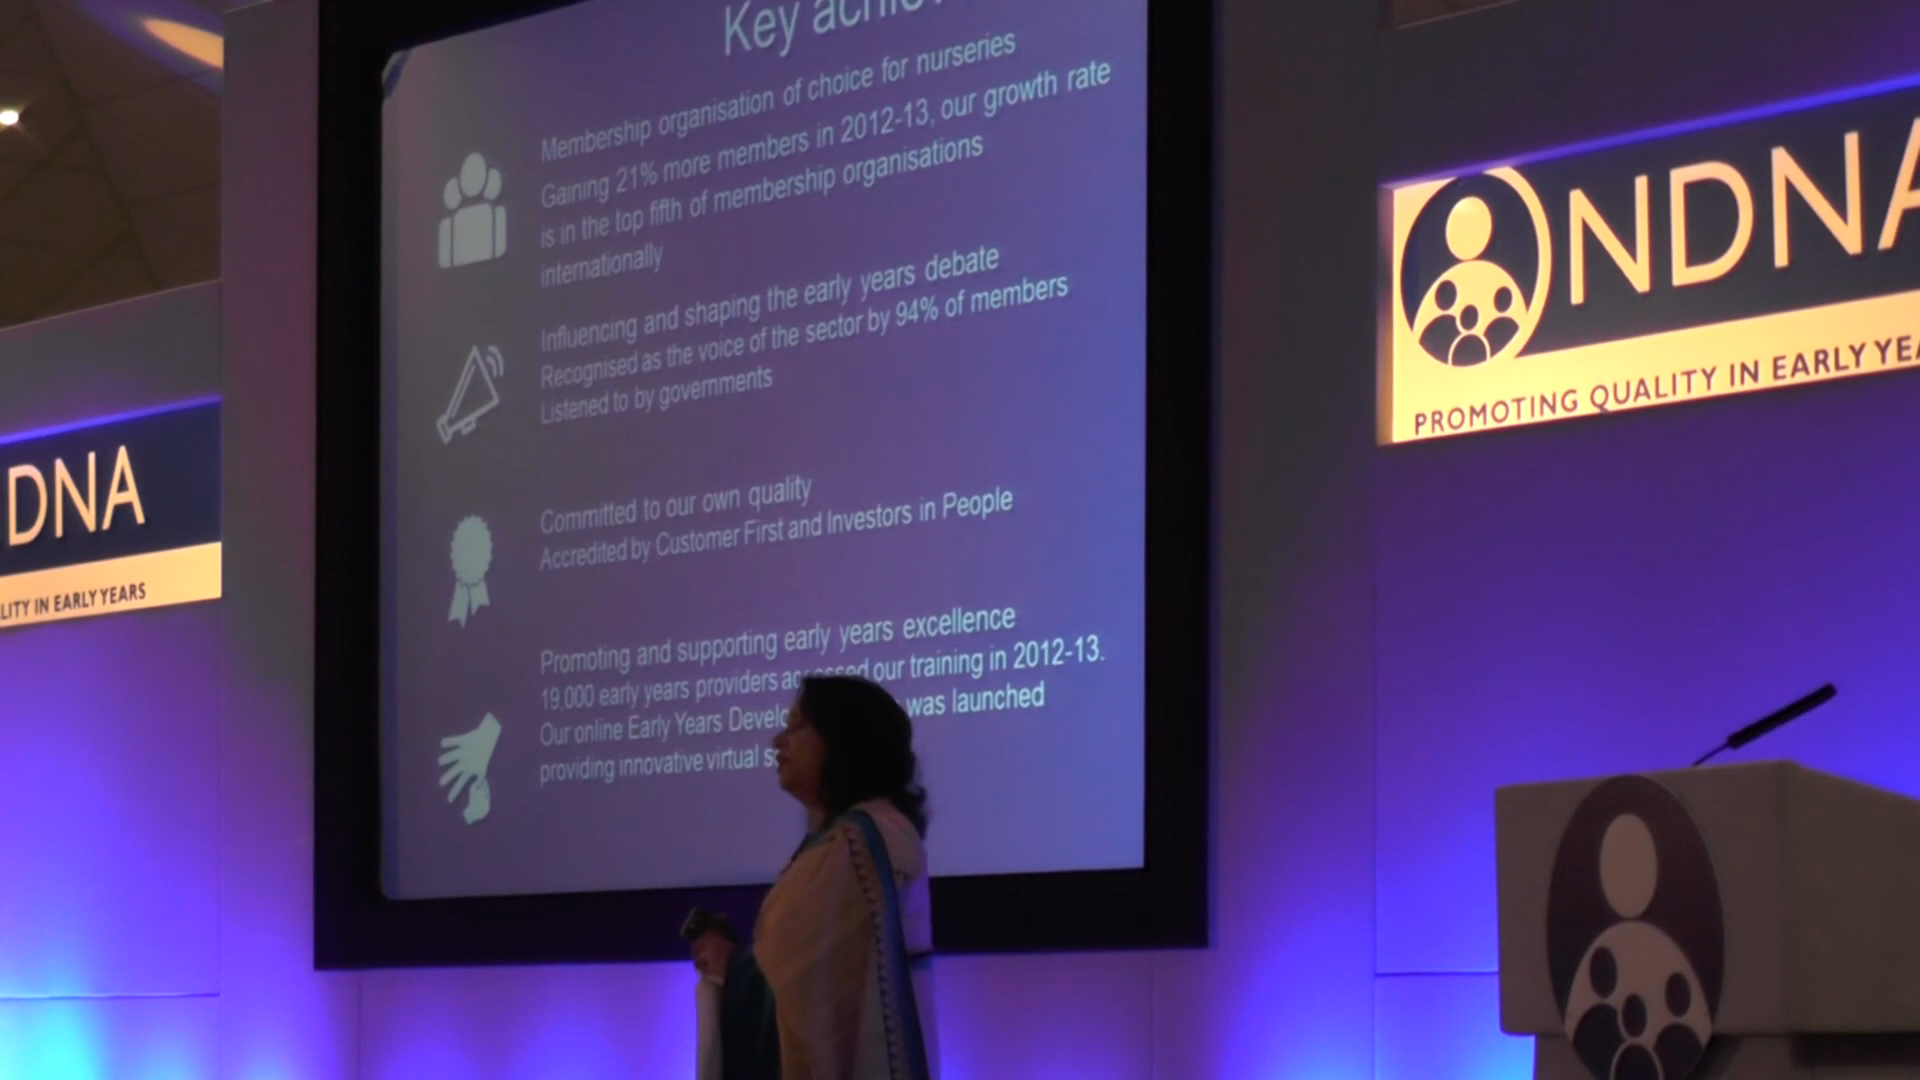 Key
Membership organisation of choice for nurseries
Gaining 21% more members in 2012-13, our growth rate
is in the top fifth of membership organisations
internationally
Influencing and shaping the early years debate
Recognised as the voice of the sector by 94% of members
Listened to by governments
Committed to our own quality
Accredited by Customer First and Investors in People
Promoting and supporting early years excellence
19,000 early years providers accessed our training in 2012-13.
Our online Early Years was launched
providing innovative virtual
NDNA
PROMOTING QUALITY IN EARLY
DNA
LITY IN EARLY YEARS